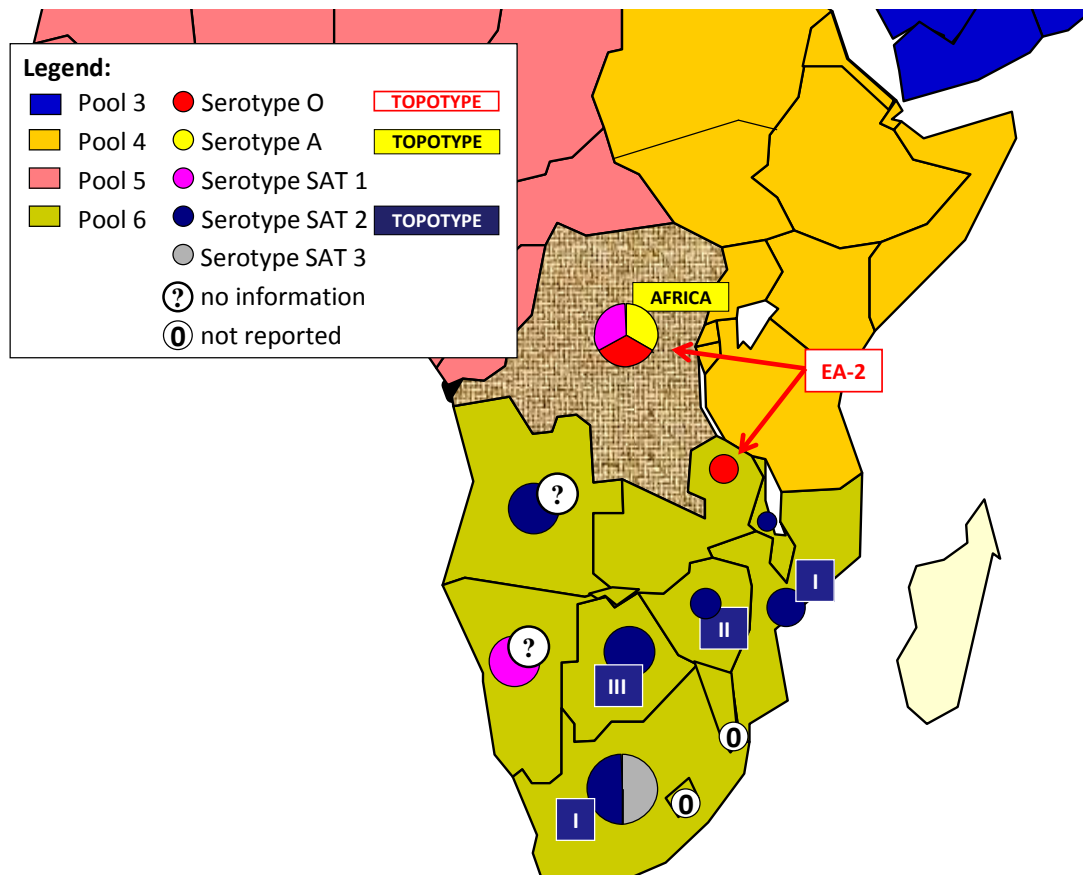 Legend:
Pool 3
Serotype O
TOPOTYPE
Pool 4
Serotype A
TOPOTYPE
Pool 5
Serotype SAT 1
Pool 6
Serotype SAT 2
TOPOTYPE
Serotype SAT 3
? no information
0 not reported
AFRICA
EA-2
?
I
II
?
III
0
0
I